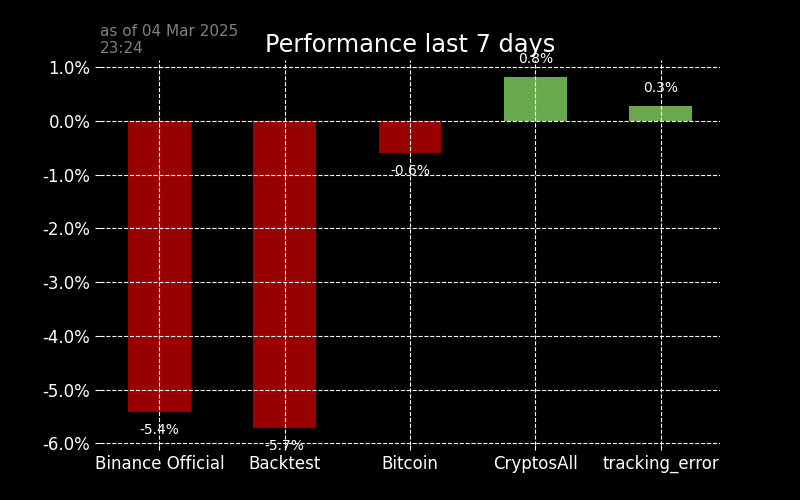 as of 04 Mar 2025
23:24
Performance last 7 days
1.0%
0.0%
-1.0%
-2.0%
-3.0%
-4.0%
-5.0%
-6.0%
-5.4%
-5.7%
-0.6%
0.8%
0.3%
Binance Official
Backtest
Bitcoin
CryptosAll
tracking_error